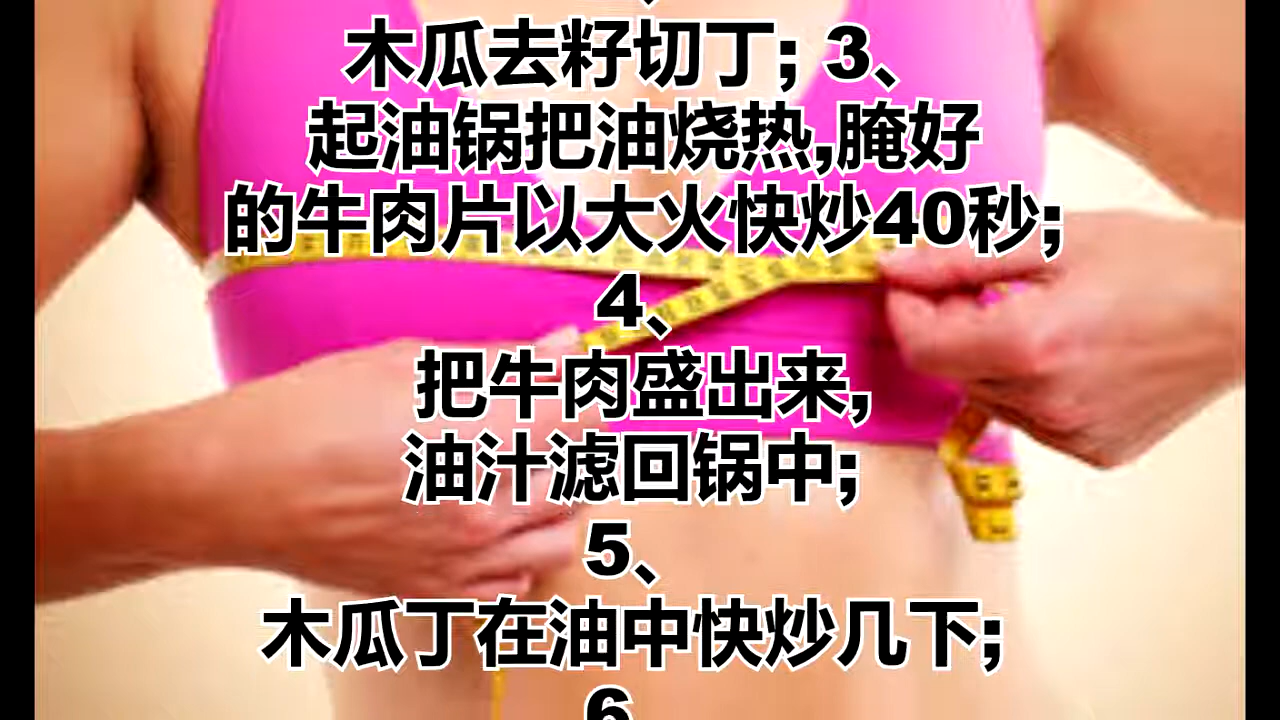 木瓜去籽切丁; 3、
起油锅把油烧热,腌好
的牛肉片以大火快炒40秒;
4、
把牛肉盛出来,
油汁滤回锅中;
5、
木瓜丁在油中快炒几下;
6